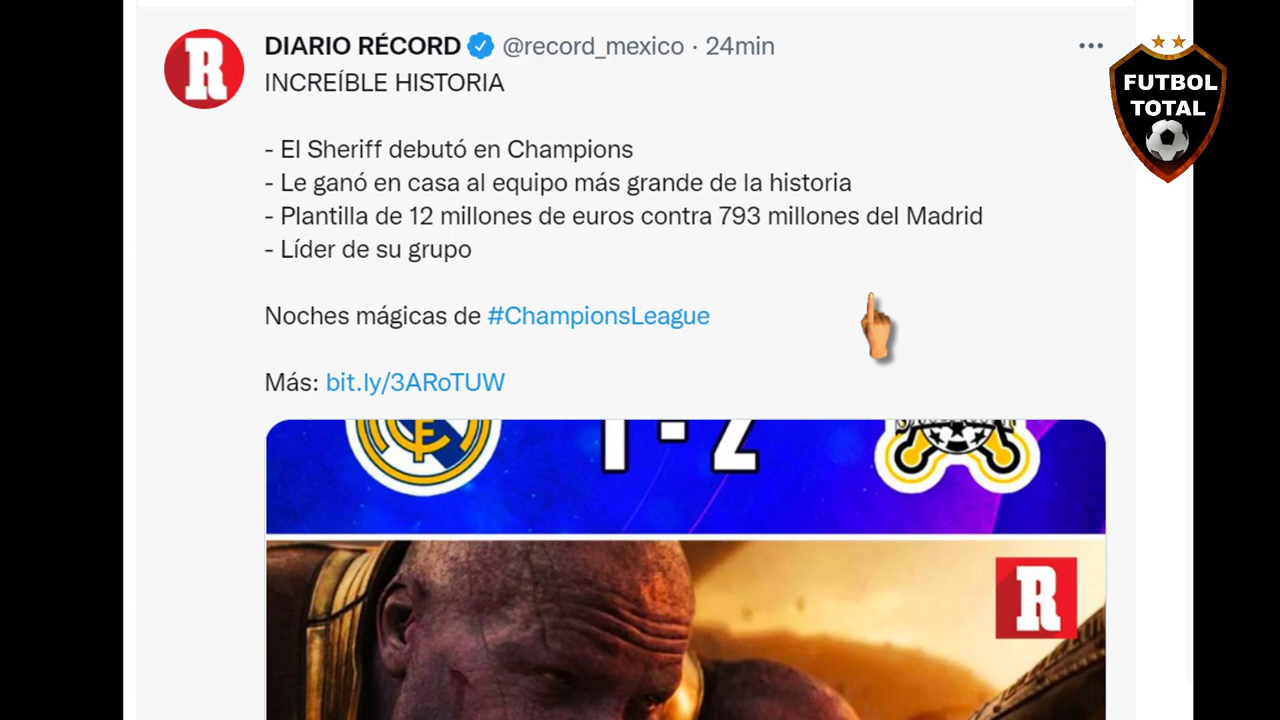 DIARIO RÉCORD @record_mexico · 24min
INCREÍBLE HISTORIA
- El Sheriff debutó en Champions
- Le ganó en casa al equipo más grande de la historia
- Plantilla de 12 millones de euros contra 793 millones del Madrid
- Líder de su grupo
Noches mágicas de #ChampionsLeague
Más: bit.ly/3ARoTUW
1-2
R
R
FUTBOL
TOTAL